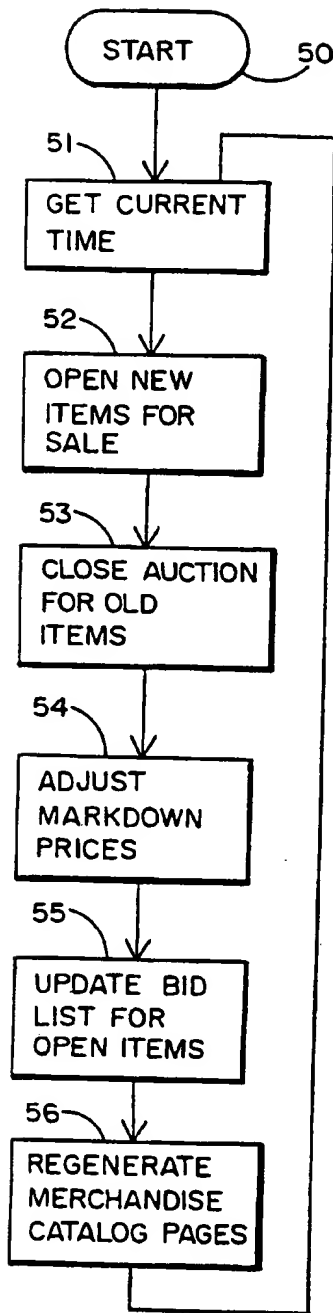 START
50
51
GET CURRENT
TIME
52
OPEN NEW
ITEMS FOR
SALE
53
CLOSE AUCTION
FOR OLD
ITEMS
54
ADJUST
MARKDOWN
PRICES
55
UPDATE BID
LIST FOR
OPEN ITEMS
56
REGENERATE
MERCHANDISE
CATALOG PAGES